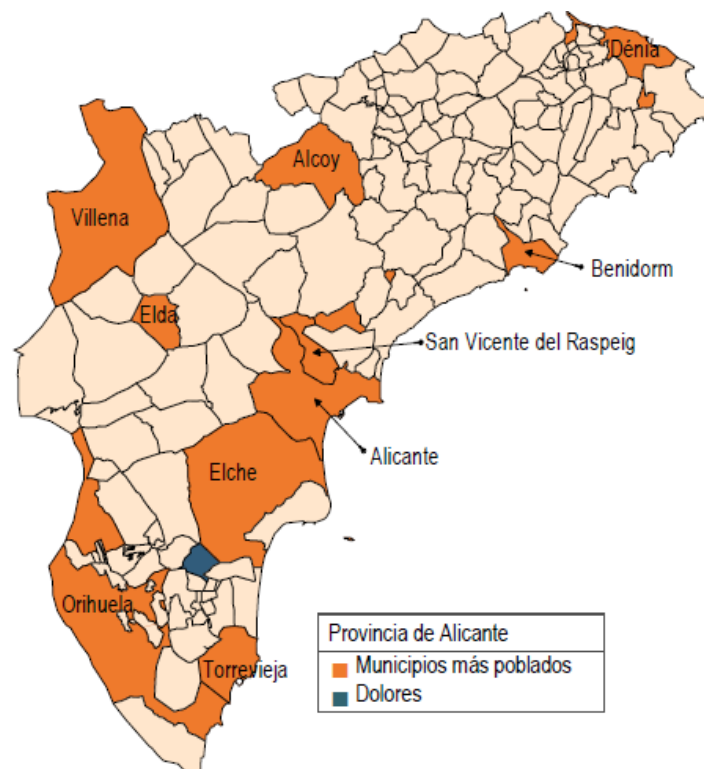 Dénia
Alcoy
Villena
Benidorm
Elda
San Vicente del Raspeig
Alicante
Elche
Orihuela
Torrevieja
Provincia de Alicante
Municipios más poblados
Dolores